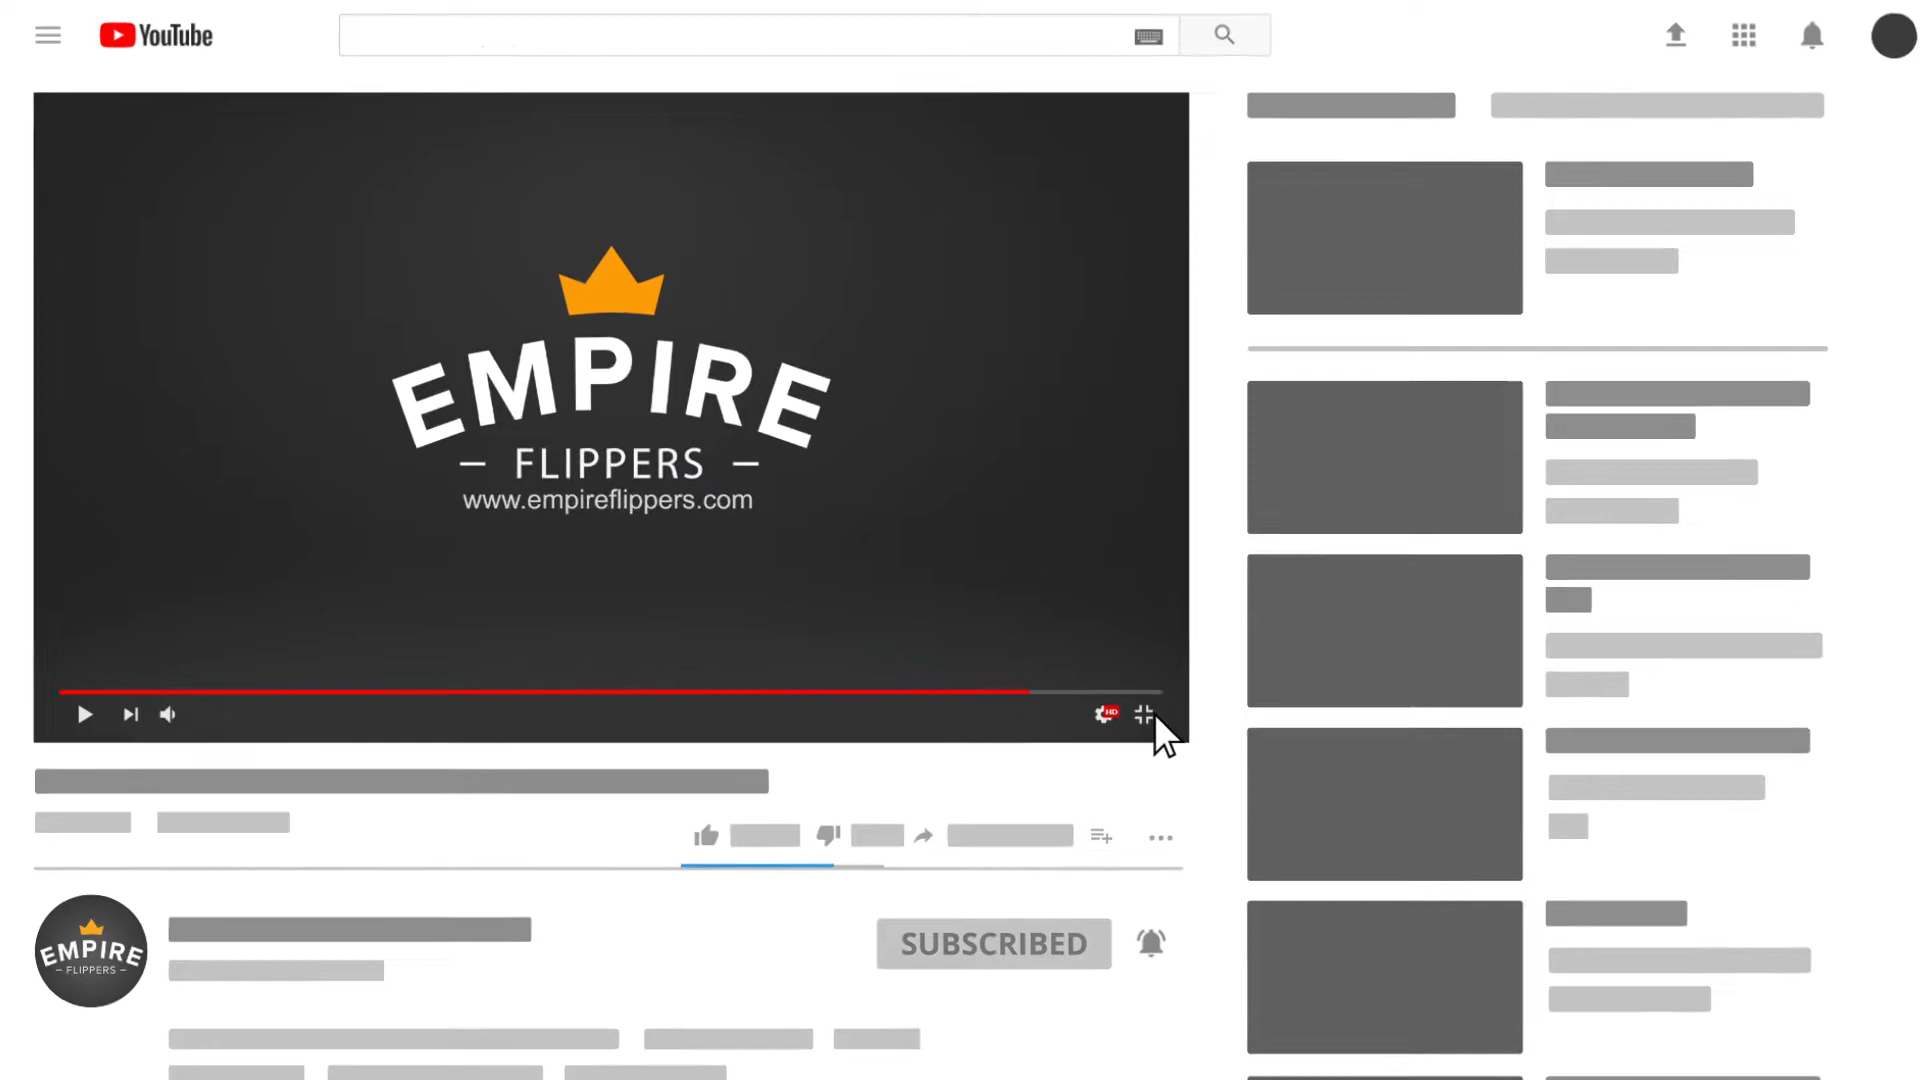 YouTube
EMPIRE
– FLIPPERS –
www.empireflippers.com
HD
EMPIRE
– FLIPPERS –
SUBSCRIBED